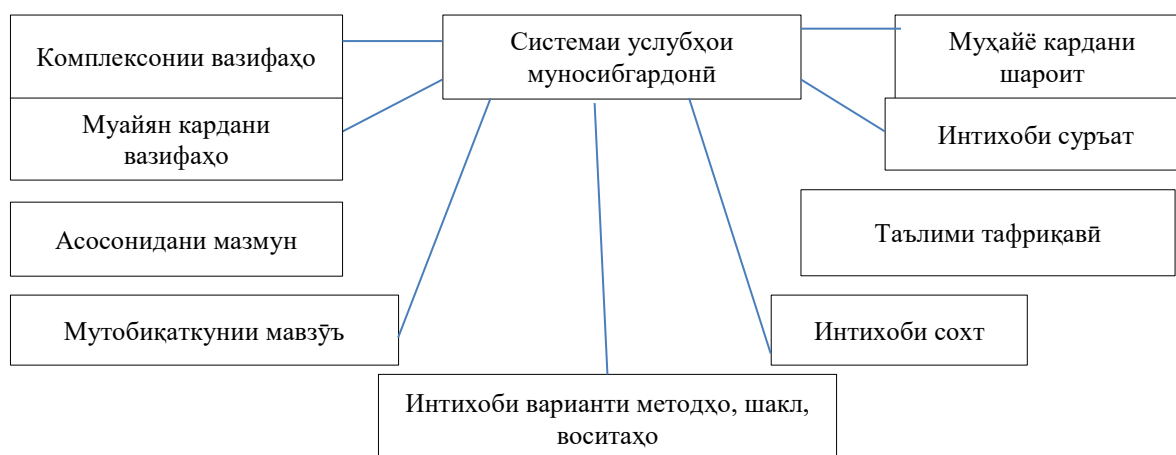 Комплексонии вазифаҳо
Системаи услубҳои
муносибгардонӣ
Муҳайё кардани
шароит
Муайян кардани
вазифаҳо
Интихоби суръат
Асосонидани мазмун
Таълими тафриқавӣ
Мутобиқаткунии мавзӯъ
Интихоби сохт
Интихоби варианти методҳо, шакл,
воситаҳо